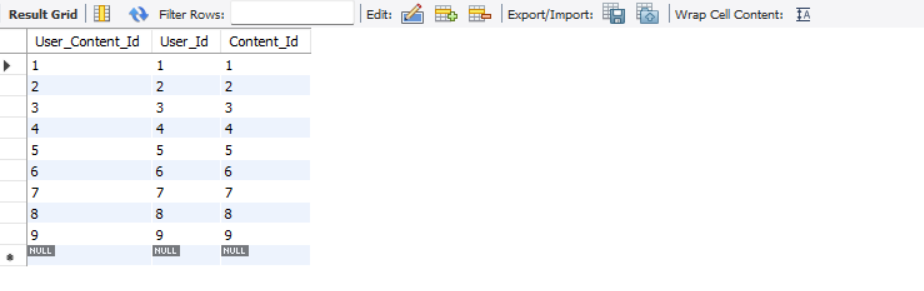 Result Grid Filter Rows: Edit: Export/Import: Wrap Cell Content:
User_Content_Id User_Id Content_Id
1 1 1
2 2 2
3 3 3
4 4 4
5 5 5
6 6 6
7 7 7
8 8 8
9 9 9
NULL NULL NULL